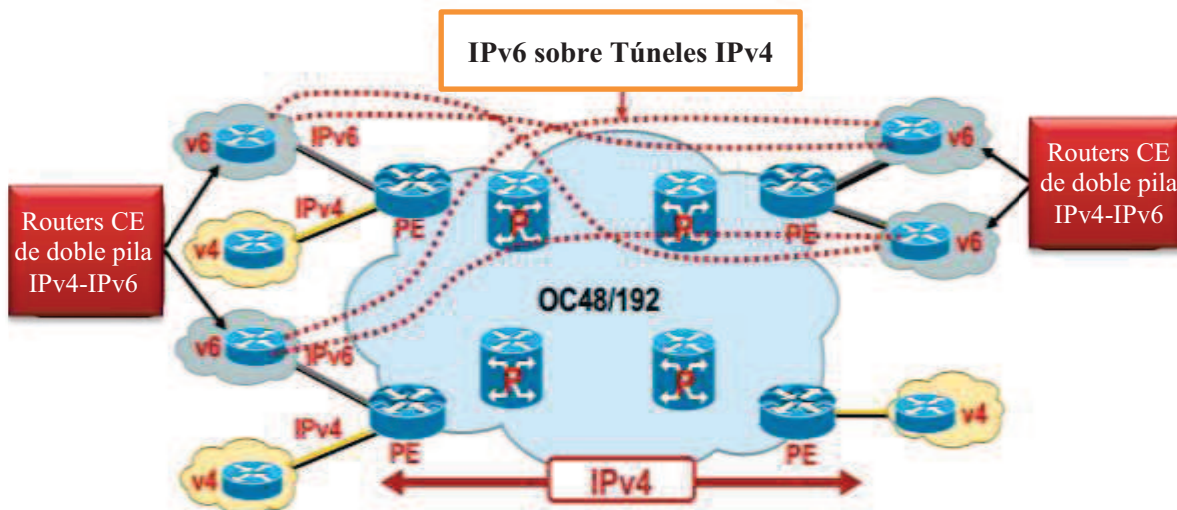 IPv6 sobre Túneles IPv4
v6
IPv6
v6
Routers CE
de doble pila
IPv4-IPv6
Routers CE
de doble pila
IPv4-IPv6
IPv4
PE
P
P
PE
v4
v6
OC48/192
v6
IPv6
P
P
IPv4
PE
PE
v4
v4
IPv4